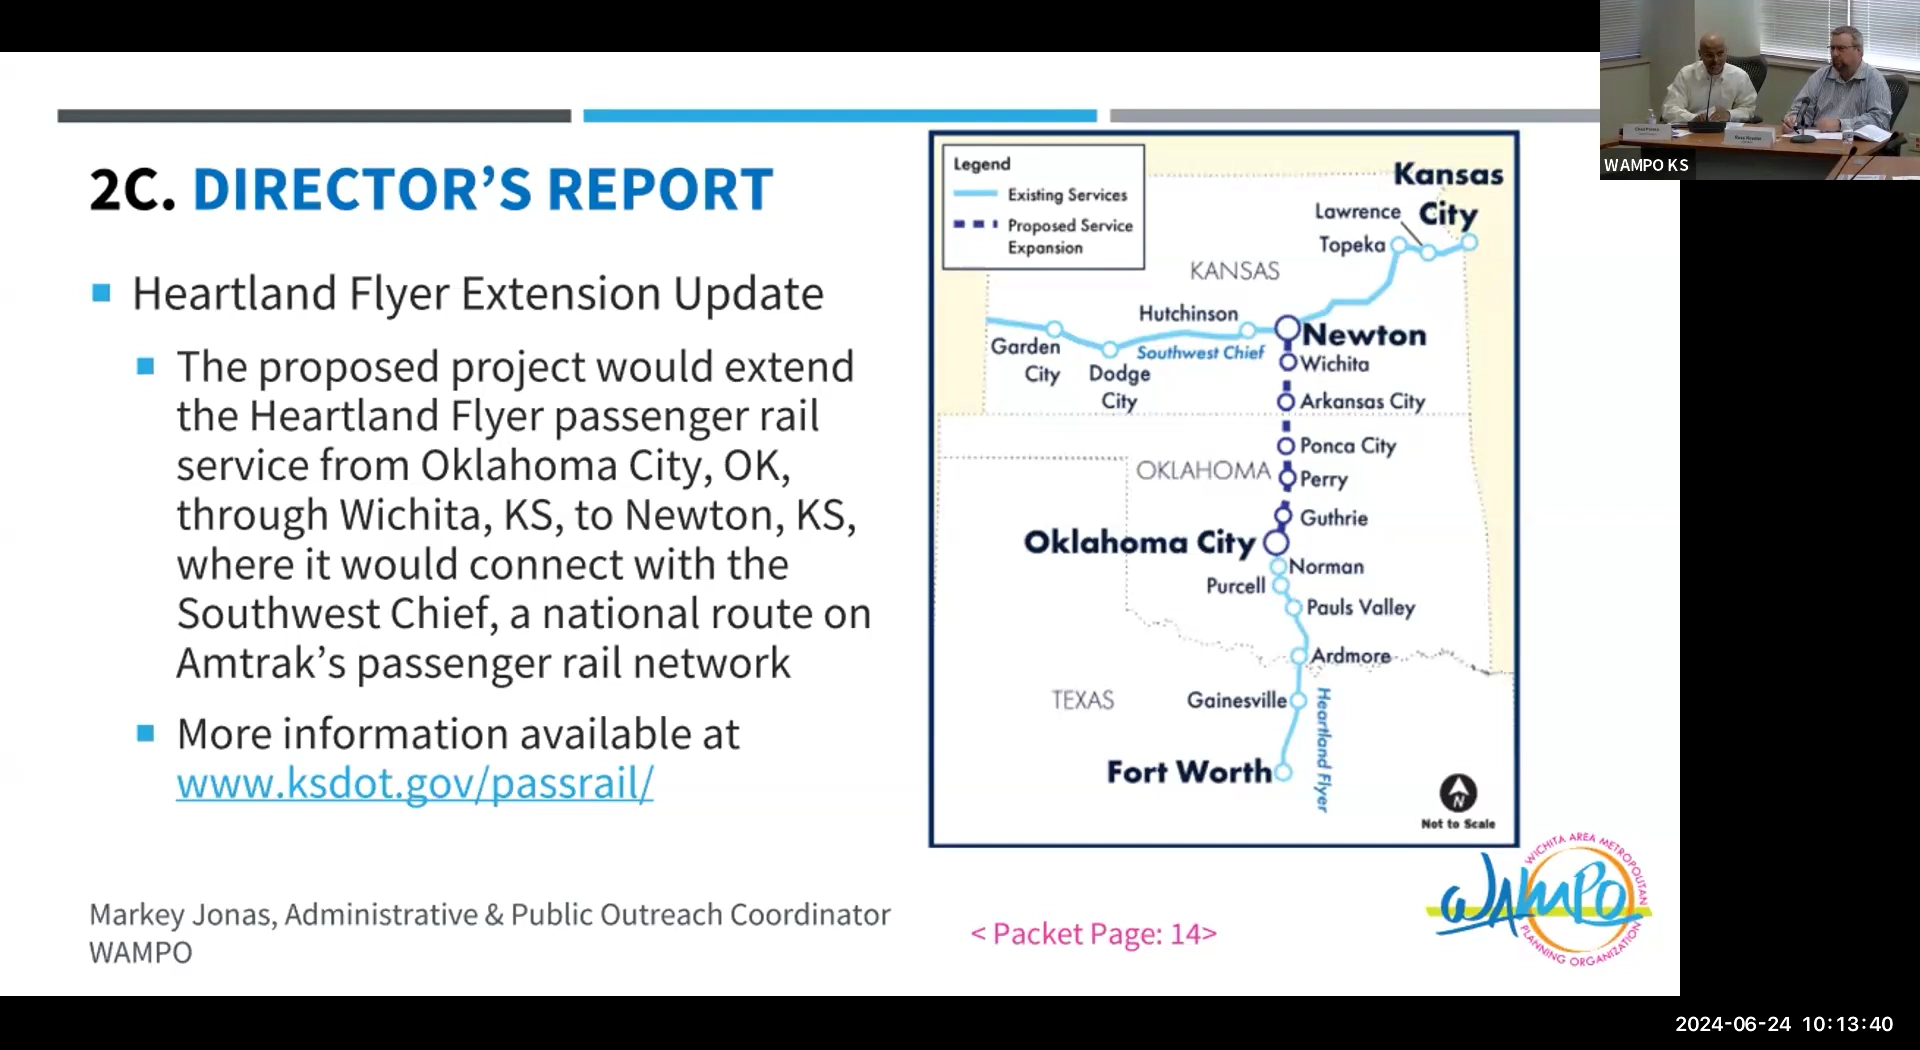 2C. DIRECTOR’S REPORT
Heartland Flyer Extension Update
The proposed project would extend
the Heartland Flyer passenger rail
service from Oklahoma City, OK,
through Wichita, KS, to Newton, KS,
where it would connect with the
Southwest Chief, a national route on
Amtrak’s passenger rail network
More information available at
www.ksdot.gov/passrail/
Markey Jonas, Administrative & Public Outreach Coordinator
WAMPO
< Packet Page: 14>
Legend
Existing Services
Proposed Service
Expansion
Kansas
City
Lawrence
Topeka
KANSAS
Hutchinson
Newton
Garden
City
Dodge
City
Southwest Chief
Wichita
Arkansas City
Ponca City
OKLAHOMA
Perry
Guthrie
Oklahoma City
Norman
Purcell
Pauls Valley
Ardmore
TEXAS
Gainesville
Heartland Flyer
Fort Worth
N
Not to Scale
WICHITA AREA METROPOLITAN
WAMPO
PLANNING ORGANIZATION
WAMPO KS
2024-06-24 10:13:40